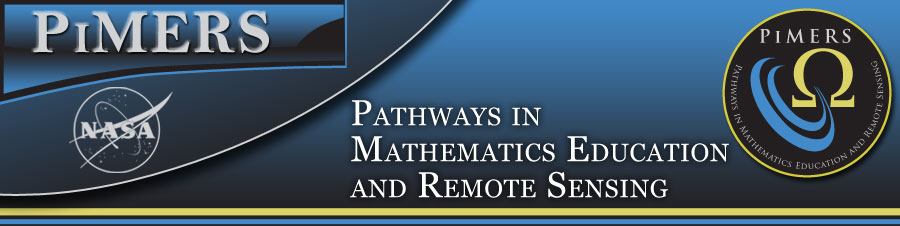 PiMERS
NASA
Pathways in
Mathematics Education
and Remote Sensing
PiMERS
Ω
Pathways in Mathematics Education and Remote Sensing